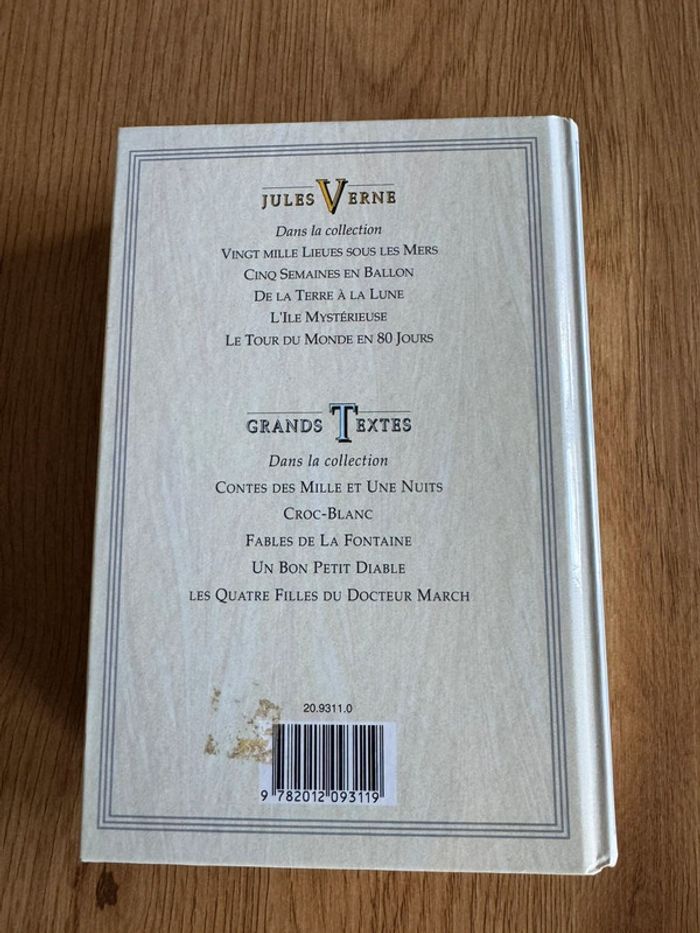 JULES VERNE
Dans la collection
VINGT MILLE LIEUES SOUS LES MERS
CINQ SEMAINES EN BALLON
DE LA TERRE À LA LUNE
L'ILE MYSTÉRIEUSE
LE TOUR DU MONDE EN 80 JOURS
GRANDS TEXTES
Dans la collection
CONTES DES MILLE ET UNE NUITS
CROC-BLANC
FABLES DE LA FONTAINE
UN BON PETIT DIABLE
LES QUATRE FILLES DU DOCTEUR MARCH
20.9311.0
9 782012 093119